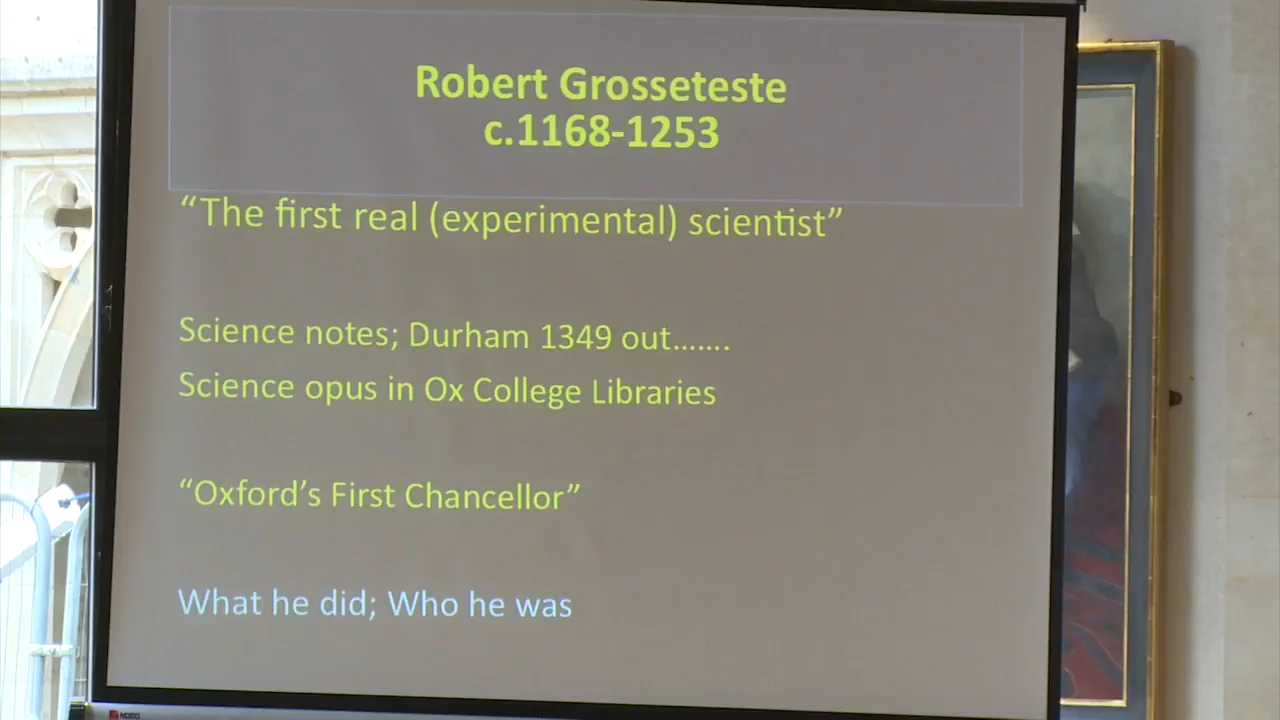 Robert Grosseteste
c.1168-1253
“The first real (experimental) scientist”
Science notes; Durham 1349 out.......
Science opus in Ox College Libraries
“Oxford’s First Chancellor”
What he did; Who he was